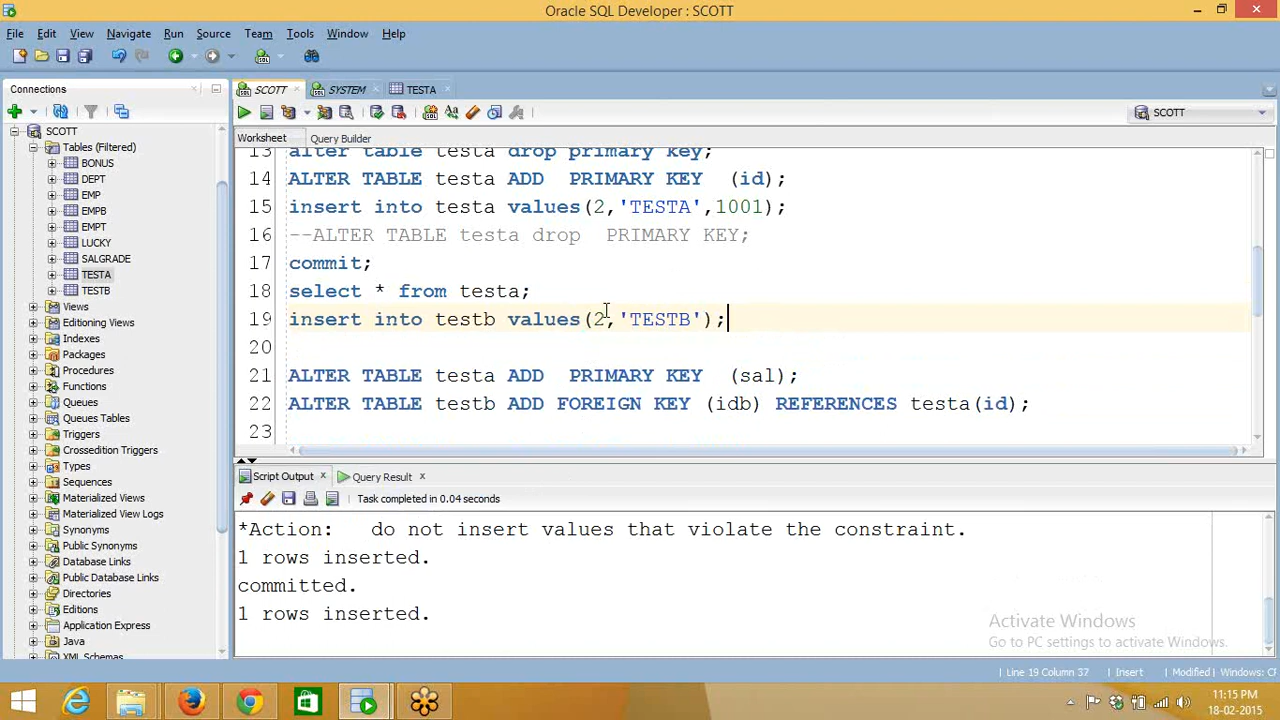 Oracle SQL Developer : SCOTT
File Edit View Navigate Run Source Team Tools Window Help
Connections
SCOTT
Tables (Filtered)
BONUS
DEPT
EMP
EMPB
EMPT
LUCKY
SALGRADE
TESTA
TESTB
Views
Editioning Views
Indexes
Packages
Procedures
Functions
Queues
Queues Tables
Triggers
Crossedition Triggers
Types
Sequences
Materialized Views
Materialized View Logs
Synonyms
Public Synonyms
Database Links
Public Database Links
Directories
Editions
Application Express
Java
XML Schemas
SCOTT SYSTEM TESTA
SCOTT
Worksheet Query Builder
13 alter table testa drop primary key;
14 ALTER TABLE testa ADD PRIMARY KEY (id);
15 insert into testa values(2,'TESTA',1001);
16 --ALTER TABLE testa drop PRIMARY KEY;
17 commit;
18 select * from testa;
19 insert into testb values(2,'TESTB');
20
21 ALTER TABLE testa ADD PRIMARY KEY (sal);
22 ALTER TABLE testb ADD FOREIGN KEY (idb) REFERENCES testa(id);
23
Script Output Query Result
Task completed in 0.04 seconds
*Action: do not insert values that violate the constraint.
1 rows inserted.
committed.
1 rows inserted.
Activate Windows
Go to PC settings to activate Windows.
Line 19 Column 37 Insert Modified Windows: CF
11:15 PM
18-02-2015